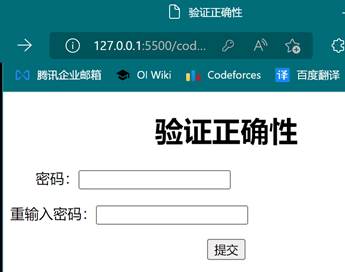 验证正确性
127.0.0.1:5500/cod...
腾讯企业邮箱 OI Wiki Codeforces 译 百度翻译
验证正确性
密码：
重输入密码：
提交